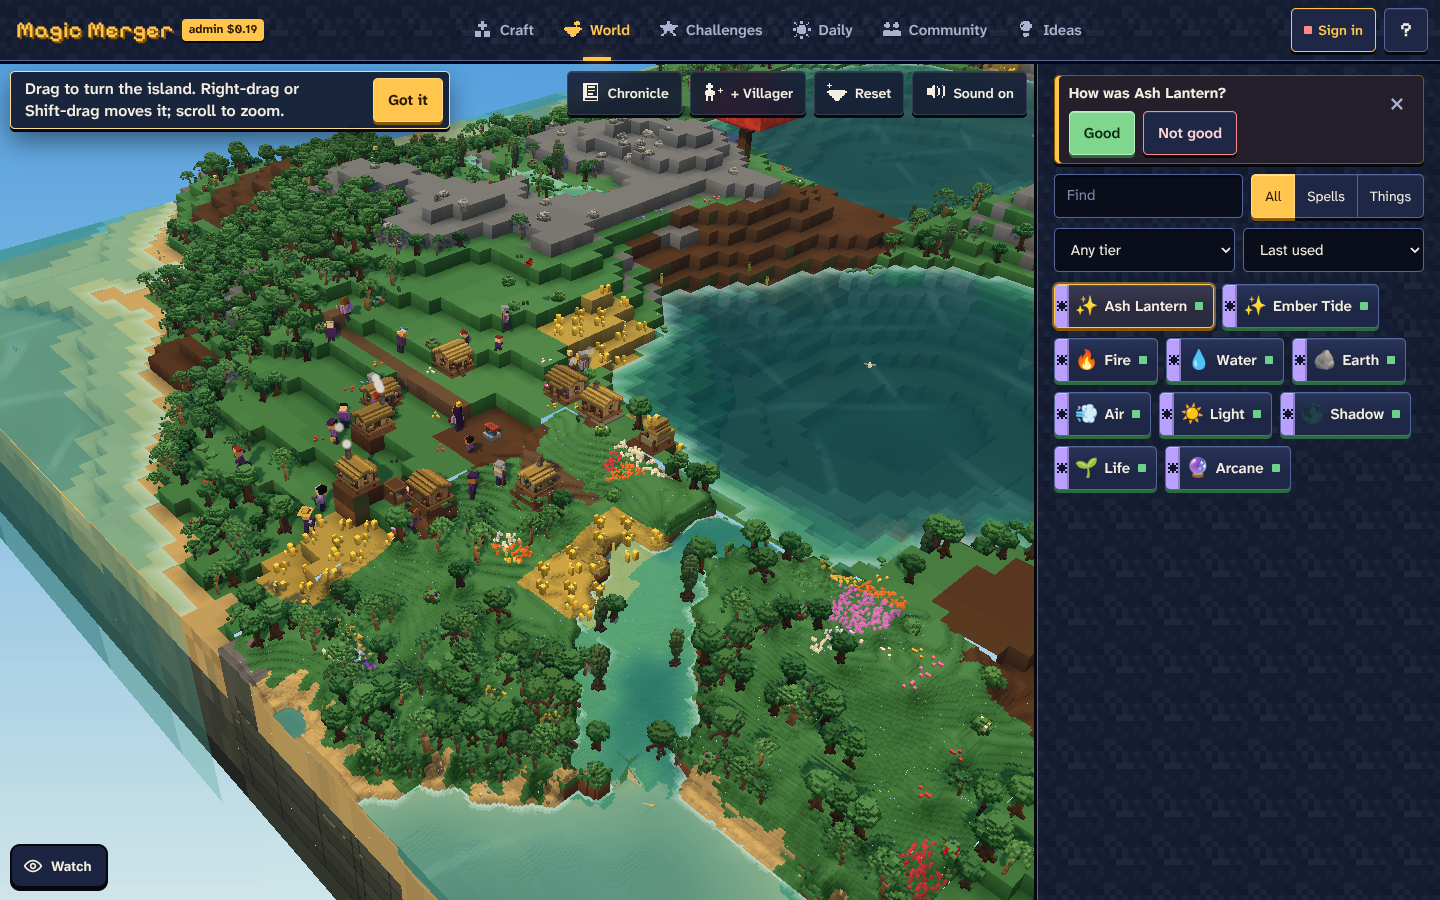 Magic Merger
admin $0.19
Craft
World
Challenges
Daily
Community
Ideas
Sign in
?
Drag to turn the island. Right-drag or
Shift-drag moves it; scroll to zoom.
Got it
Chronicle
+ Villager
Reset
Sound on
How was Ash Lantern?
Good
Not good
Find
All
Spells
Things
Any tier
Last used
Ash Lantern
Ember Tide
Fire
Water
Earth
Air
Light
Shadow
Life
Arcane
Watch